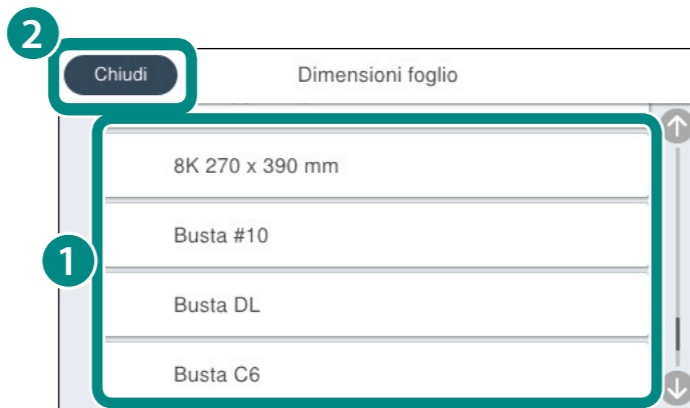 2
Chiudi
Dimensioni foglio
8K 270 x 390 mm
Busta #10
1
Busta DL
Busta C6